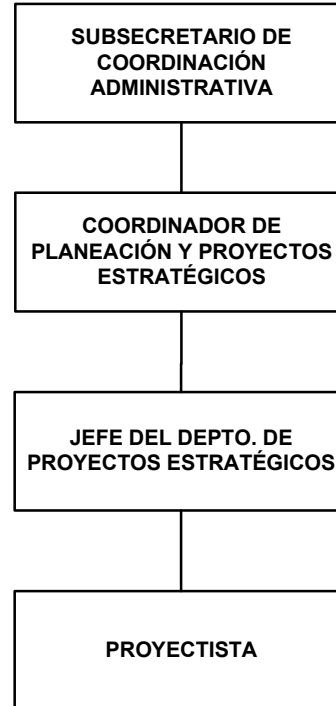 SUBSECRETARIO DE
COORDINACIÓN
ADMINISTRATIVA
COORDINADOR DE
PLANEACIÓN Y PROYECTOS
ESTRATÉGICOS
JEFE DEL DEPTO. DE
PROYECTOS ESTRATÉGICOS
PROYECTISTA